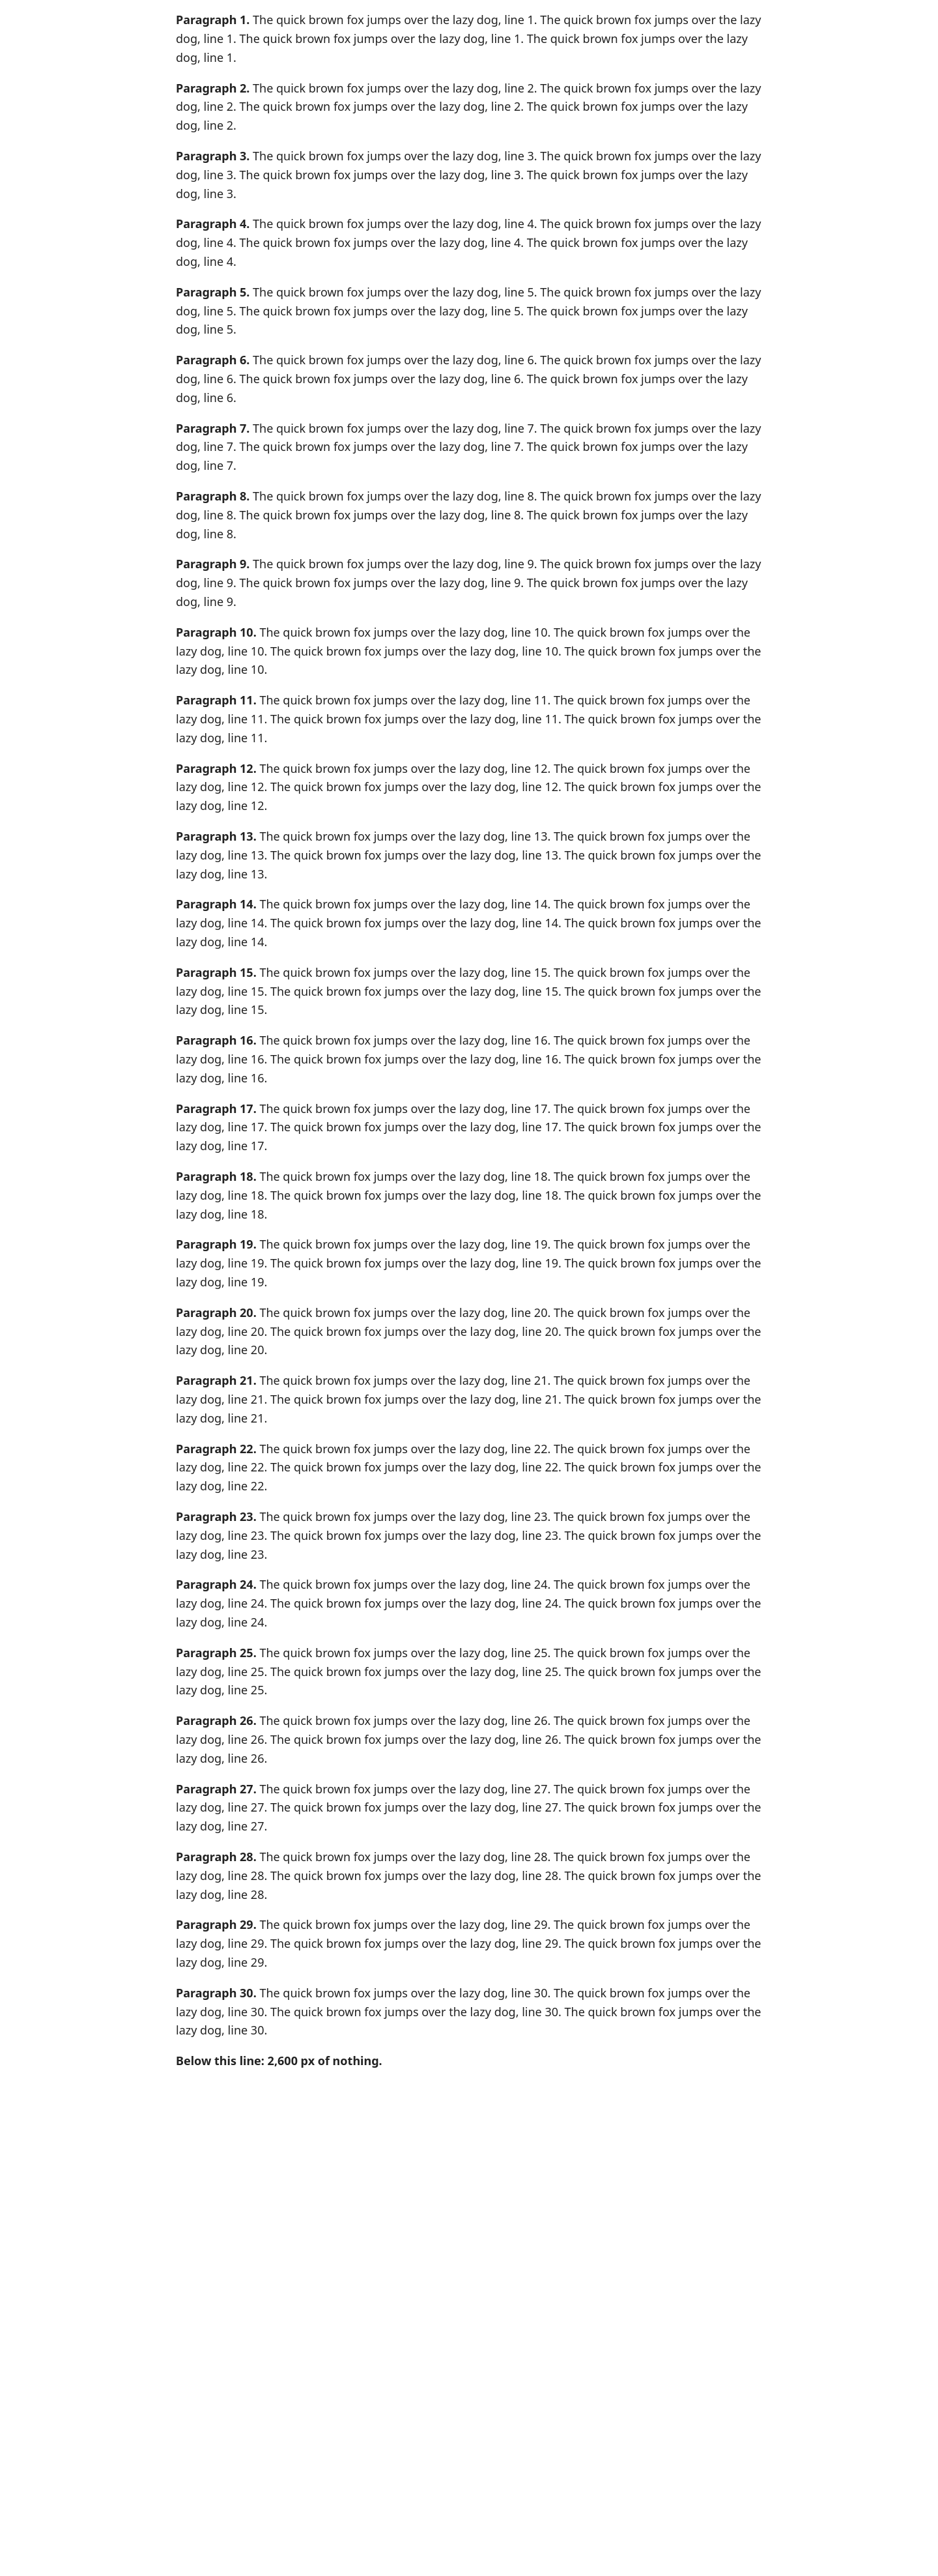 Paragraph 1. The quick brown fox jumps over the lazy dog, line 1. The quick brown fox jumps over the lazy
dog, line 1. The quick brown fox jumps over the lazy dog, line 1. The quick brown fox jumps over the lazy
dog, line 1.
Paragraph 2. The quick brown fox jumps over the lazy dog, line 2. The quick brown fox jumps over the lazy
dog, line 2. The quick brown fox jumps over the lazy dog, line 2. The quick brown fox jumps over the lazy
dog, line 2.
Paragraph 3. The quick brown fox jumps over the lazy dog, line 3. The quick brown fox jumps over the lazy
dog, line 3. The quick brown fox jumps over the lazy dog, line 3. The quick brown fox jumps over the lazy
dog, line 3.
Paragraph 4. The quick brown fox jumps over the lazy dog, line 4. The quick brown fox jumps over the lazy
dog, line 4. The quick brown fox jumps over the lazy dog, line 4. The quick brown fox jumps over the lazy
dog, line 4.
Paragraph 5. The quick brown fox jumps over the lazy dog, line 5. The quick brown fox jumps over the lazy
dog, line 5. The quick brown fox jumps over the lazy dog, line 5. The quick brown fox jumps over the lazy
dog, line 5.
Paragraph 6. The quick brown fox jumps over the lazy dog, line 6. The quick brown fox jumps over the lazy
dog, line 6. The quick brown fox jumps over the lazy dog, line 6. The quick brown fox jumps over the lazy
dog, line 6.
Paragraph 7. The quick brown fox jumps over the lazy dog, line 7. The quick brown fox jumps over the lazy
dog, line 7. The quick brown fox jumps over the lazy dog, line 7. The quick brown fox jumps over the lazy
dog, line 7.
Paragraph 8. The quick brown fox jumps over the lazy dog, line 8. The quick brown fox jumps over the lazy
dog, line 8. The quick brown fox jumps over the lazy dog, line 8. The quick brown fox jumps over the lazy
dog, line 8.
Paragraph 9. The quick brown fox jumps over the lazy dog, line 9. The quick brown fox jumps over the lazy
dog, line 9. The quick brown fox jumps over the lazy dog, line 9. The quick brown fox jumps over the lazy
dog, line 9.
Paragraph 10. The quick brown fox jumps over the lazy dog, line 10. The quick brown fox jumps over the
lazy dog, line 10. The quick brown fox jumps over the lazy dog, line 10. The quick brown fox jumps over the
lazy dog, line 10.
Paragraph 11. The quick brown fox jumps over the lazy dog, line 11. The quick brown fox jumps over the
lazy dog, line 11. The quick brown fox jumps over the lazy dog, line 11. The quick brown fox jumps over the
lazy dog, line 11.
Paragraph 12. The quick brown fox jumps over the lazy dog, line 12. The quick brown fox jumps over the
lazy dog, line 12. The quick brown fox jumps over the lazy dog, line 12. The quick brown fox jumps over the
lazy dog, line 12.
Paragraph 13. The quick brown fox jumps over the lazy dog, line 13. The quick brown fox jumps over the
lazy dog, line 13. The quick brown fox jumps over the lazy dog, line 13. The quick brown fox jumps over the
lazy dog, line 13.
Paragraph 14. The quick brown fox jumps over the lazy dog, line 14. The quick brown fox jumps over the
lazy dog, line 14. The quick brown fox jumps over the lazy dog, line 14. The quick brown fox jumps over the
lazy dog, line 14.
Paragraph 15. The quick brown fox jumps over the lazy dog, line 15. The quick brown fox jumps over the
lazy dog, line 15. The quick brown fox jumps over the lazy dog, line 15. The quick brown fox jumps over the
lazy dog, line 15.
Paragraph 16. The quick brown fox jumps over the lazy dog, line 16. The quick brown fox jumps over the
lazy dog, line 16. The quick brown fox jumps over the lazy dog, line 16. The quick brown fox jumps over the
lazy dog, line 16.
Paragraph 17. The quick brown fox jumps over the lazy dog, line 17. The quick brown fox jumps over the
lazy dog, line 17. The quick brown fox jumps over the lazy dog, line 17. The quick brown fox jumps over the
lazy dog, line 17.
Paragraph 18. The quick brown fox jumps over the lazy dog, line 18. The quick brown fox jumps over the
lazy dog, line 18. The quick brown fox jumps over the lazy dog, line 18. The quick brown fox jumps over the
lazy dog, line 18.
Paragraph 19. The quick brown fox jumps over the lazy dog, line 19. The quick brown fox jumps over the
lazy dog, line 19. The quick brown fox jumps over the lazy dog, line 19. The quick brown fox jumps over the
lazy dog, line 19.
Paragraph 20. The quick brown fox jumps over the lazy dog, line 20. The quick brown fox jumps over the
lazy dog, line 20. The quick brown fox jumps over the lazy dog, line 20. The quick brown fox jumps over the
lazy dog, line 20.
Paragraph 21. The quick brown fox jumps over the lazy dog, line 21. The quick brown fox jumps over the
lazy dog, line 21. The quick brown fox jumps over the lazy dog, line 21. The quick brown fox jumps over the
lazy dog, line 21.
Paragraph 22. The quick brown fox jumps over the lazy dog, line 22. The quick brown fox jumps over the
lazy dog, line 22. The quick brown fox jumps over the lazy dog, line 22. The quick brown fox jumps over the
lazy dog, line 22.
Paragraph 23. The quick brown fox jumps over the lazy dog, line 23. The quick brown fox jumps over the
lazy dog, line 23. The quick brown fox jumps over the lazy dog, line 23. The quick brown fox jumps over the
lazy dog, line 23.
Paragraph 24. The quick brown fox jumps over the lazy dog, line 24. The quick brown fox jumps over the
lazy dog, line 24. The quick brown fox jumps over the lazy dog, line 24. The quick brown fox jumps over the
lazy dog, line 24.
Paragraph 25. The quick brown fox jumps over the lazy dog, line 25. The quick brown fox jumps over the
lazy dog, line 25. The quick brown fox jumps over the lazy dog, line 25. The quick brown fox jumps over the
lazy dog, line 25.
Paragraph 26. The quick brown fox jumps over the lazy dog, line 26. The quick brown fox jumps over the
lazy dog, line 26. The quick brown fox jumps over the lazy dog, line 26. The quick brown fox jumps over the
lazy dog, line 26.
Paragraph 27. The quick brown fox jumps over the lazy dog, line 27. The quick brown fox jumps over the
lazy dog, line 27. The quick brown fox jumps over the lazy dog, line 27. The quick brown fox jumps over the
lazy dog, line 27.
Paragraph 28. The quick brown fox jumps over the lazy dog, line 28. The quick brown fox jumps over the
lazy dog, line 28. The quick brown fox jumps over the lazy dog, line 28. The quick brown fox jumps over the
lazy dog, line 28.
Paragraph 29. The quick brown fox jumps over the lazy dog, line 29. The quick brown fox jumps over the
lazy dog, line 29. The quick brown fox jumps over the lazy dog, line 29. The quick brown fox jumps over the
lazy dog, line 29.
Paragraph 30. The quick brown fox jumps over the lazy dog, line 30. The quick brown fox jumps over the
lazy dog, line 30. The quick brown fox jumps over the lazy dog, line 30. The quick brown fox jumps over the
lazy dog, line 30.
Below this line: 2,600 px of nothing.